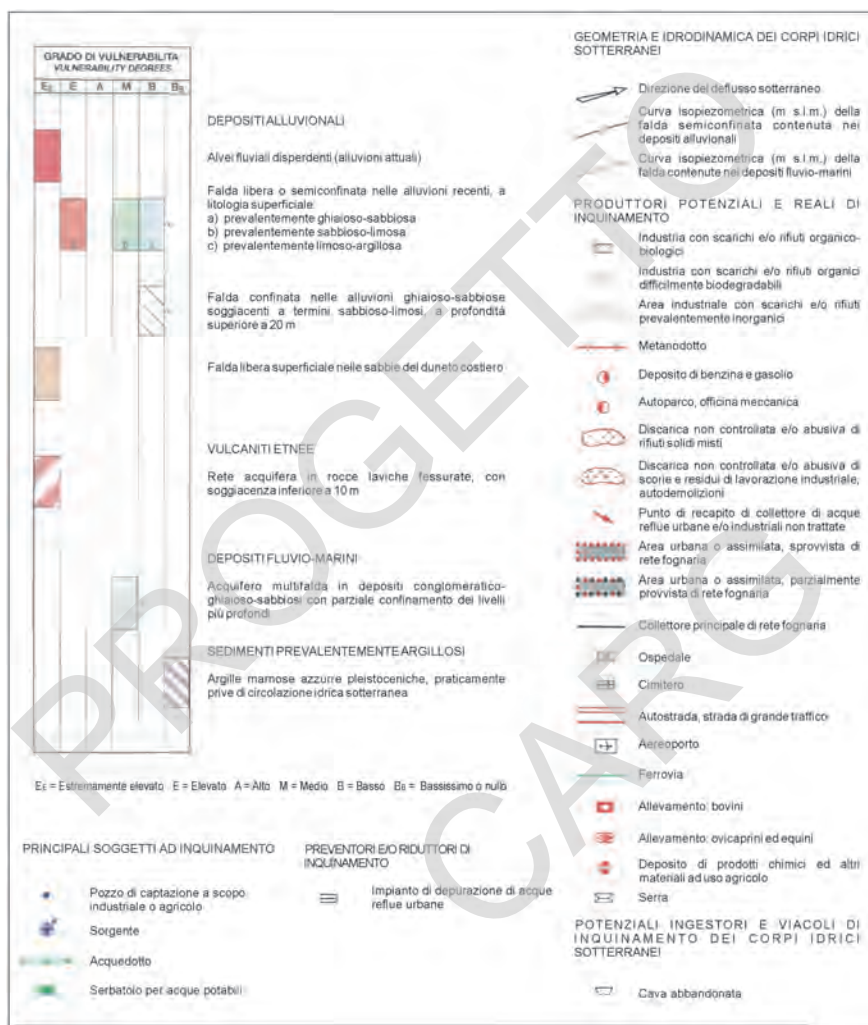 GRADO DI VULNERABILITA
VULNERABILITY DEGREES
EE E A M B BB
DEPOSITI ALLUVIONALI
Alvei fluviali disperdenti (alluvioni attuali)
Falda libera o semiconfinata nelle alluvioni recenti, a
litologia superficiale:
a) prevalentemente ghiaioso-sabbiosa
b) prevalentemente sabbioso-limosa
c) prevalentemente limoso-argillosa
Falda confinata nelle alluvioni ghiaioso-sabbiose
soggiacenti a termini sabbioso-limosi, a profondità
superiore a 20 m
Falda libera superficiale nelle sabbie del duneto costiero
VULCANITI ETNEE
Rete acquifera in rocce laviche fessurate, con
soggiacenza inferiore a 10 m
DEPOSITI FLUVIO-MARINI
Acquifero multifalda in depositi conglomeratico-
ghiaioso-sabbiosi con parziale confinamento dei livelli
più profondi
SEDIMENTI PREVALENTEMENTE ARGILLOSI
Argille marnose azzurre pleistoceniche, praticamente
prive di circolazione idrica sotterranea
EE = Estremamente elevato E = Elevato A = Alto M = Medio B = Basso BB = Bassissimo o nullo
PRINCIPALI SOGGETTI AD INQUINAMENTO
Pozzo di captazione a scopo
industriale o agricolo
Sorgente
Acquedotto
Serbatoio per acque potabili
PREVENTORI E/O RIDUTTORI DI
INQUINAMENTO
Impianto di depurazione di acque
reflue urbane
GEOMETRIA E IDRODINAMICA DEI CORPI IDRICI
SOTTERRANEI
Direzione del deflusso sotterraneo
Curva isopiezometrica (m s.l.m.) della
falda semiconfinata contenuta nei
depositi alluvionali
Curva isopiezometrica (m s.l.m.) della
falda contenute nei depositi fluvio-marini
PRODUTTORI POTENZIALI E REALI DI
INQUINAMENTO
Industria con scarichi e/o rifiuti organico-
biologici
Industria con scarichi e/o rifiuti organici
difficilmente biodegradabili
Area industriale con scarichi e/o rifiuti
prevalentemente inorganici
Metanodotto
Deposito di benzina e gasolio
Autoparco, officina meccanica
Discarica non controllata e/o abusiva di
rifiuti solidi misti
Discarica non controllata e/o abusiva di
scorie e residui di lavorazione industriale,
autodemolizioni
Punto di recapito di collettore di acque
reflue urbane e/o industriali non trattate
Area urbana o assimilata, sprovvista di
rete fognaria
Area urbana o assimilata, parzialmente
provvista di rete fognaria
Collettore principale di rete fognaria
Ospedale
Cimitero
Autostrada, strada di grande traffico
Aereoporto
Ferrovia
Allevamento: bovini
Allevamento: ovicaprini ed equini
Deposito di prodotti chimici ed altri
materiali ad uso agricolo
Serra
POTENZIALI INGESTORI E VIACOLI DI
INQUINAMENTO DEI CORPI IDRICI
SOTTERRANEI
Cava abbandonata
PROGETTO
CARG